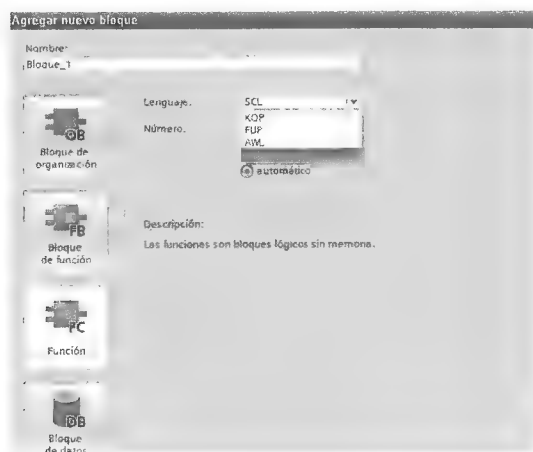 Agregar nuevo bloque
Nombre:
Bloque_1
Lenguaje:
SCL
KOP
FUP
AWL
Número:
automático
OB
Bloque de
organización
FB
Bloque
de función
Descripción:
Las funciones son bloques lógicos sin memoria.
FC
Función
DB
Bloque
de datos